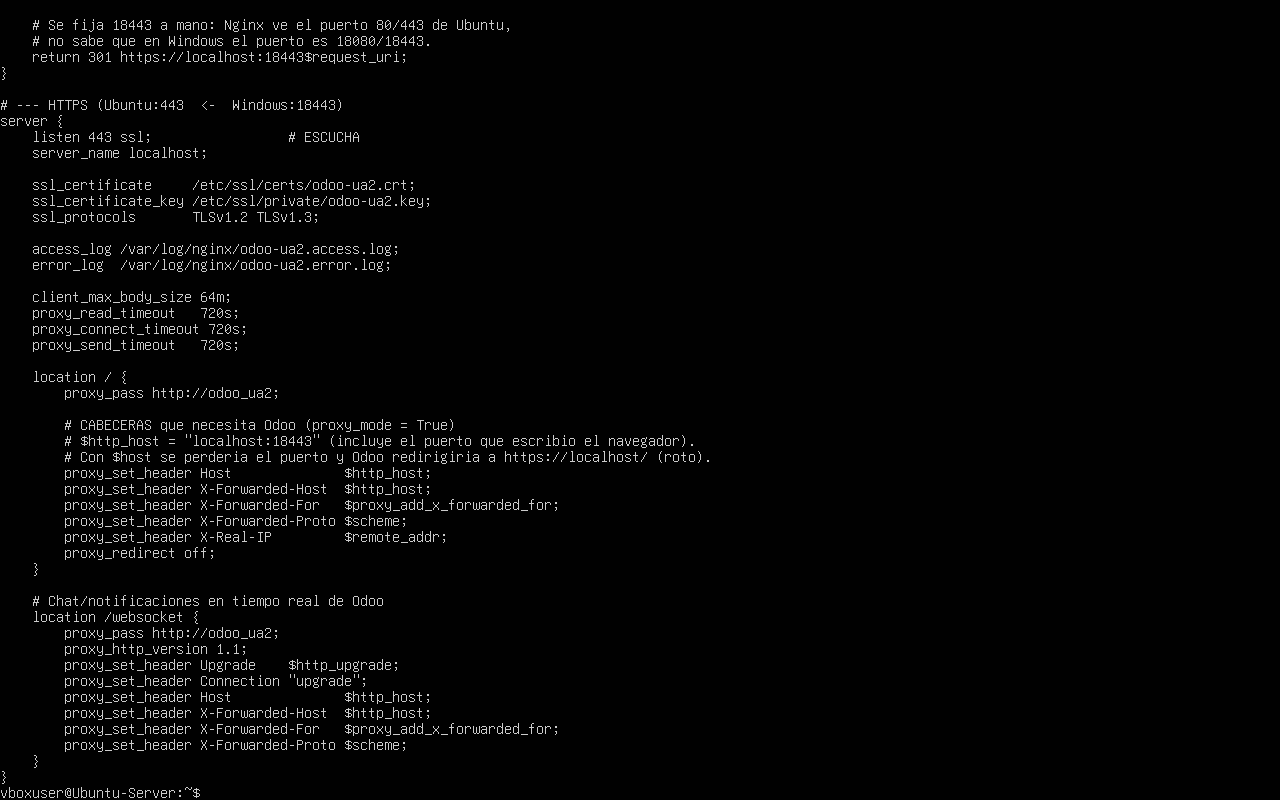 # Se fija 18443 a mano: Nginx ve el puerto 80/443 de Ubuntu,
    # no sabe que en Windows el puerto es 18080/18443.
    return 301 https://localhost:18443$request_uri;
}

# --- HTTPS (Ubuntu:443  <-  Windows:18443)
server {
    listen 443 ssl;                 # ESCUCHA
    server_name localhost;

    ssl_certificate     /etc/ssl/certs/odoo-ua2.crt;
    ssl_certificate_key /etc/ssl/private/odoo-ua2.key;
    ssl_protocols       TLSv1.2 TLSv1.3;

    access_log /var/log/nginx/odoo-ua2.access.log;
    error_log  /var/log/nginx/odoo-ua2.error.log;

    client_max_body_size 64m;
    proxy_read_timeout   720s;
    proxy_connect_timeout 720s;
    proxy_send_timeout   720s;

    location / {
        proxy_pass http://odoo_ua2;

        # CABECERAS que necesita Odoo (proxy_mode = True)
        # $http_host = "localhost:18443" (incluye el puerto que escribio el navegador).
        # Con $host se perderia el puerto y Odoo redirigiria a https://localhost/ (roto).
        proxy_set_header Host              $http_host;
        proxy_set_header X-Forwarded-Host  $http_host;
        proxy_set_header X-Forwarded-For   $proxy_add_x_forwarded_for;
        proxy_set_header X-Forwarded-Proto $scheme;
        proxy_set_header X-Real-IP         $remote_addr;
        proxy_redirect off;
    }

    # Chat/notificaciones en tiempo real de Odoo
    location /websocket {
        proxy_pass http://odoo_ua2;
        proxy_http_version 1.1;
        proxy_set_header Upgrade    $http_upgrade;
        proxy_set_header Connection "upgrade";
        proxy_set_header Host              $http_host;
        proxy_set_header X-Forwarded-Host  $http_host;
        proxy_set_header X-Forwarded-For   $proxy_add_x_forwarded_for;
        proxy_set_header X-Forwarded-Proto $scheme;
    }
}
vboxuser@Ubuntu-Server:~$